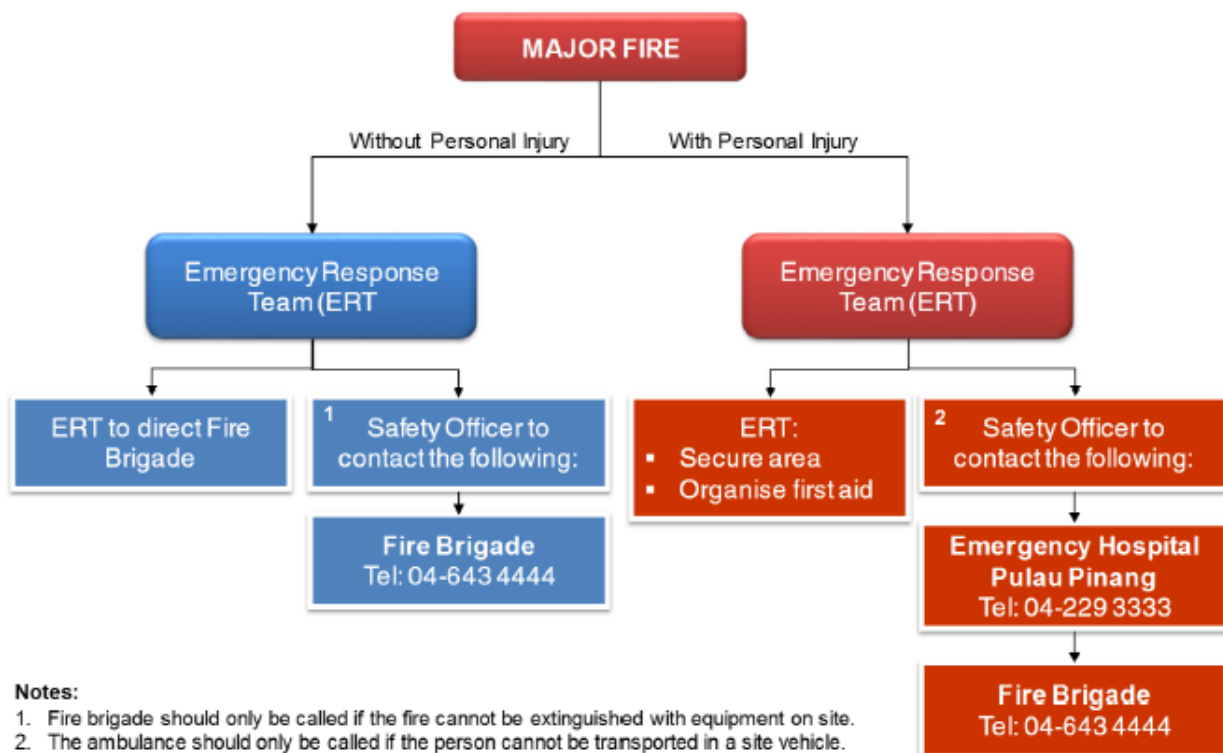 MAJOR FIRE
Without Personal Injury
With Personal Injury
Emergency Response
Team (ERT
Emergency Response
Team (ERT)
ERT to direct Fire
Brigade
1
Safety Officer to
contact the following:
Fire Brigade
Tel: 04-643 4444
ERT:
▪ Secure area
▪ Organise first aid
2
Safety Officer to
contact the following:
Emergency Hospital
Pulau Pinang
Tel: 04-229 3333
Fire Brigade
Tel: 04-643 4444
Notes:
1. Fire brigade should only be called if the fire cannot be extinguished with equipment on site.
2. The ambulance should only be called if the person cannot be transported in a site vehicle.